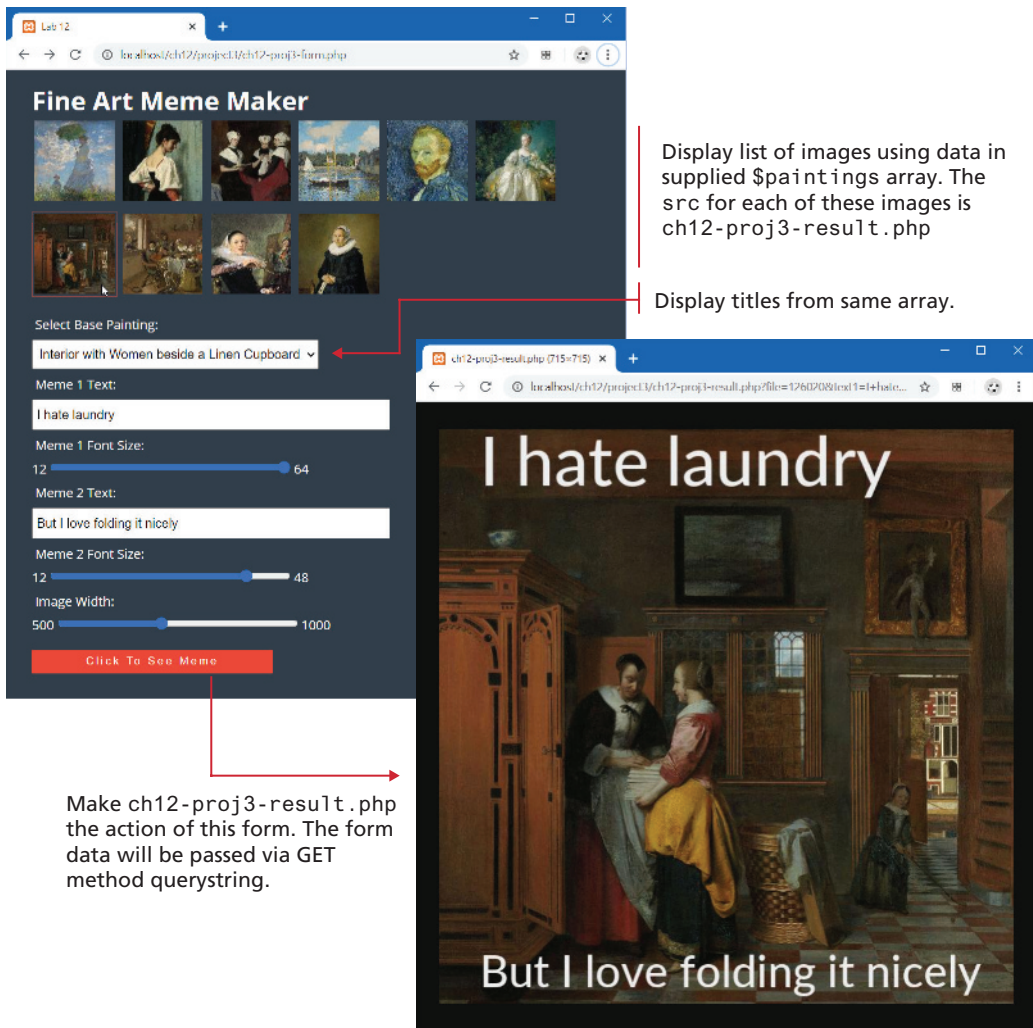 Lab 12
localhost/ch12/project3/ch12-proj3-form.php
Fine Art Meme Maker
Select Base Painting:
Interior with Women beside a Linen Cupboard
Meme 1 Text:
I hate laundry
Meme 1 Font Size:
12 64
Meme 2 Text:
But I love folding it nicely
Meme 2 Font Size:
12 48
Image Width:
500 1000
Click To See Meme
Display list of images using data in
supplied $paintings array. The
src for each of these images is
ch12-proj3-result.php
Display titles from same array.
ch12-proj3-result.php (715×715)
localhost/ch12/project3/ch12-proj3-result.php?file=126020&text1=I+hate...
I hate laundry
But I love folding it nicely
Make ch12-proj3-result.php
the action of this form. The form
data will be passed via GET
method querystring.